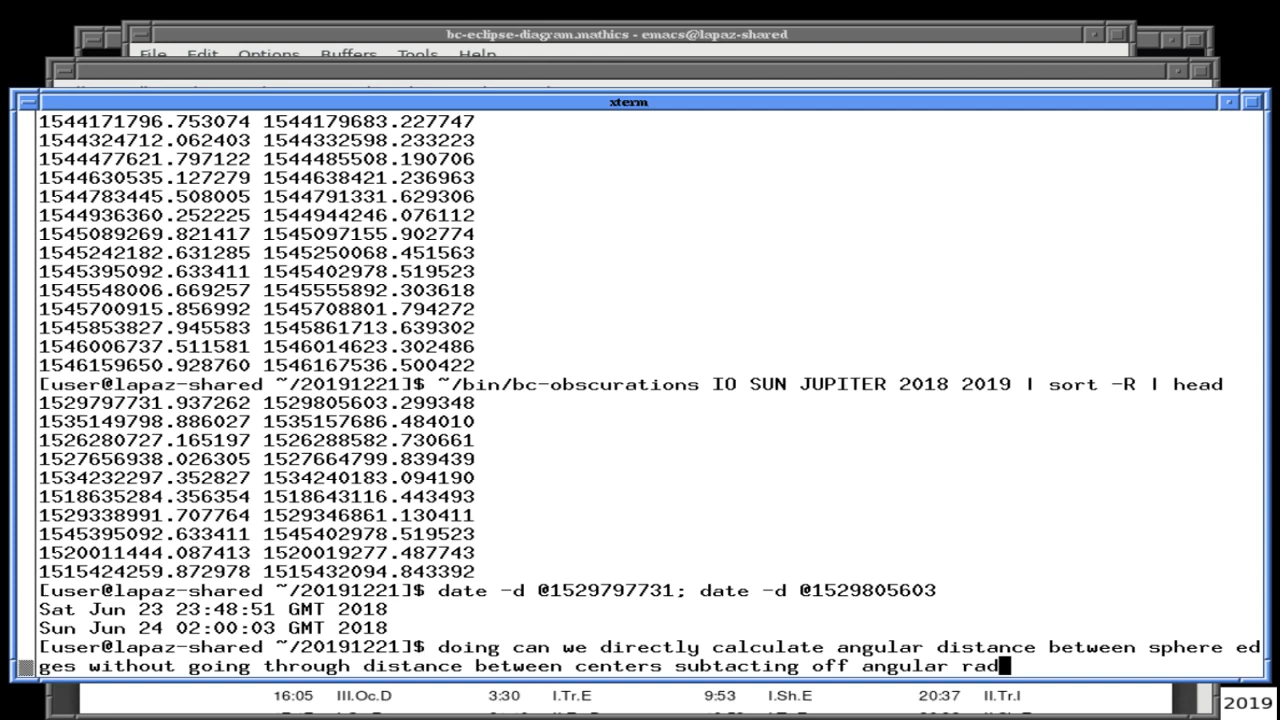 bc-eclipse-diagram.mathics - emacs@lapaz-shared
File Edit Options Buffers Tools Help
xterm
1544171796.753074 1544179683.227747
1544324712.062403 1544332598.233223
1544477621.797122 1544485508.190706
1544630535.127279 1544638421.236963
1544783445.508005 1544791331.629306
1544936360.252225 1544944246.076112
1545089269.821417 1545097155.902774
1545242182.631285 1545250068.451563
1545395092.633411 1545402978.519523
1545548006.669257 1545555892.303618
1545700915.856992 1545708801.794272
1545853827.945583 1545861713.639302
1546006737.511581 1546014623.302486
1546159650.928760 1546167536.500422
[user@lapaz-shared ~/20191221]$ ~/bin/bc-obscurations IO SUN JUPITER 2018 2019 | sort -R | head
1529797731.937262 1529805603.299348
1535149798.886027 1535157686.484010
1526280727.165197 1526288582.730661
1527656938.026305 1527664799.839439
1534232297.352827 1534240183.094190
1518635284.356354 1518643116.443493
1529338991.707764 1529346861.130411
1545395092.633411 1545402978.519523
1520011444.087413 1520019277.487743
1515424259.872978 1515432094.843392
[user@lapaz-shared ~/20191221]$ date -d @1529797731; date -d @1529805603
Sat Jun 23 23:48:51 GMT 2018
Sun Jun 24 02:00:03 GMT 2018
[user@lapaz-shared ~/20191221]$ doing can we directly calculate angular distance between sphere ed
ges without going through distance between centers subtacting off angular rad
16:05 III.Oc.D 3:30 I.Tr.E 9:53 I.Sh.E 20:37 II.Tr.I
2019